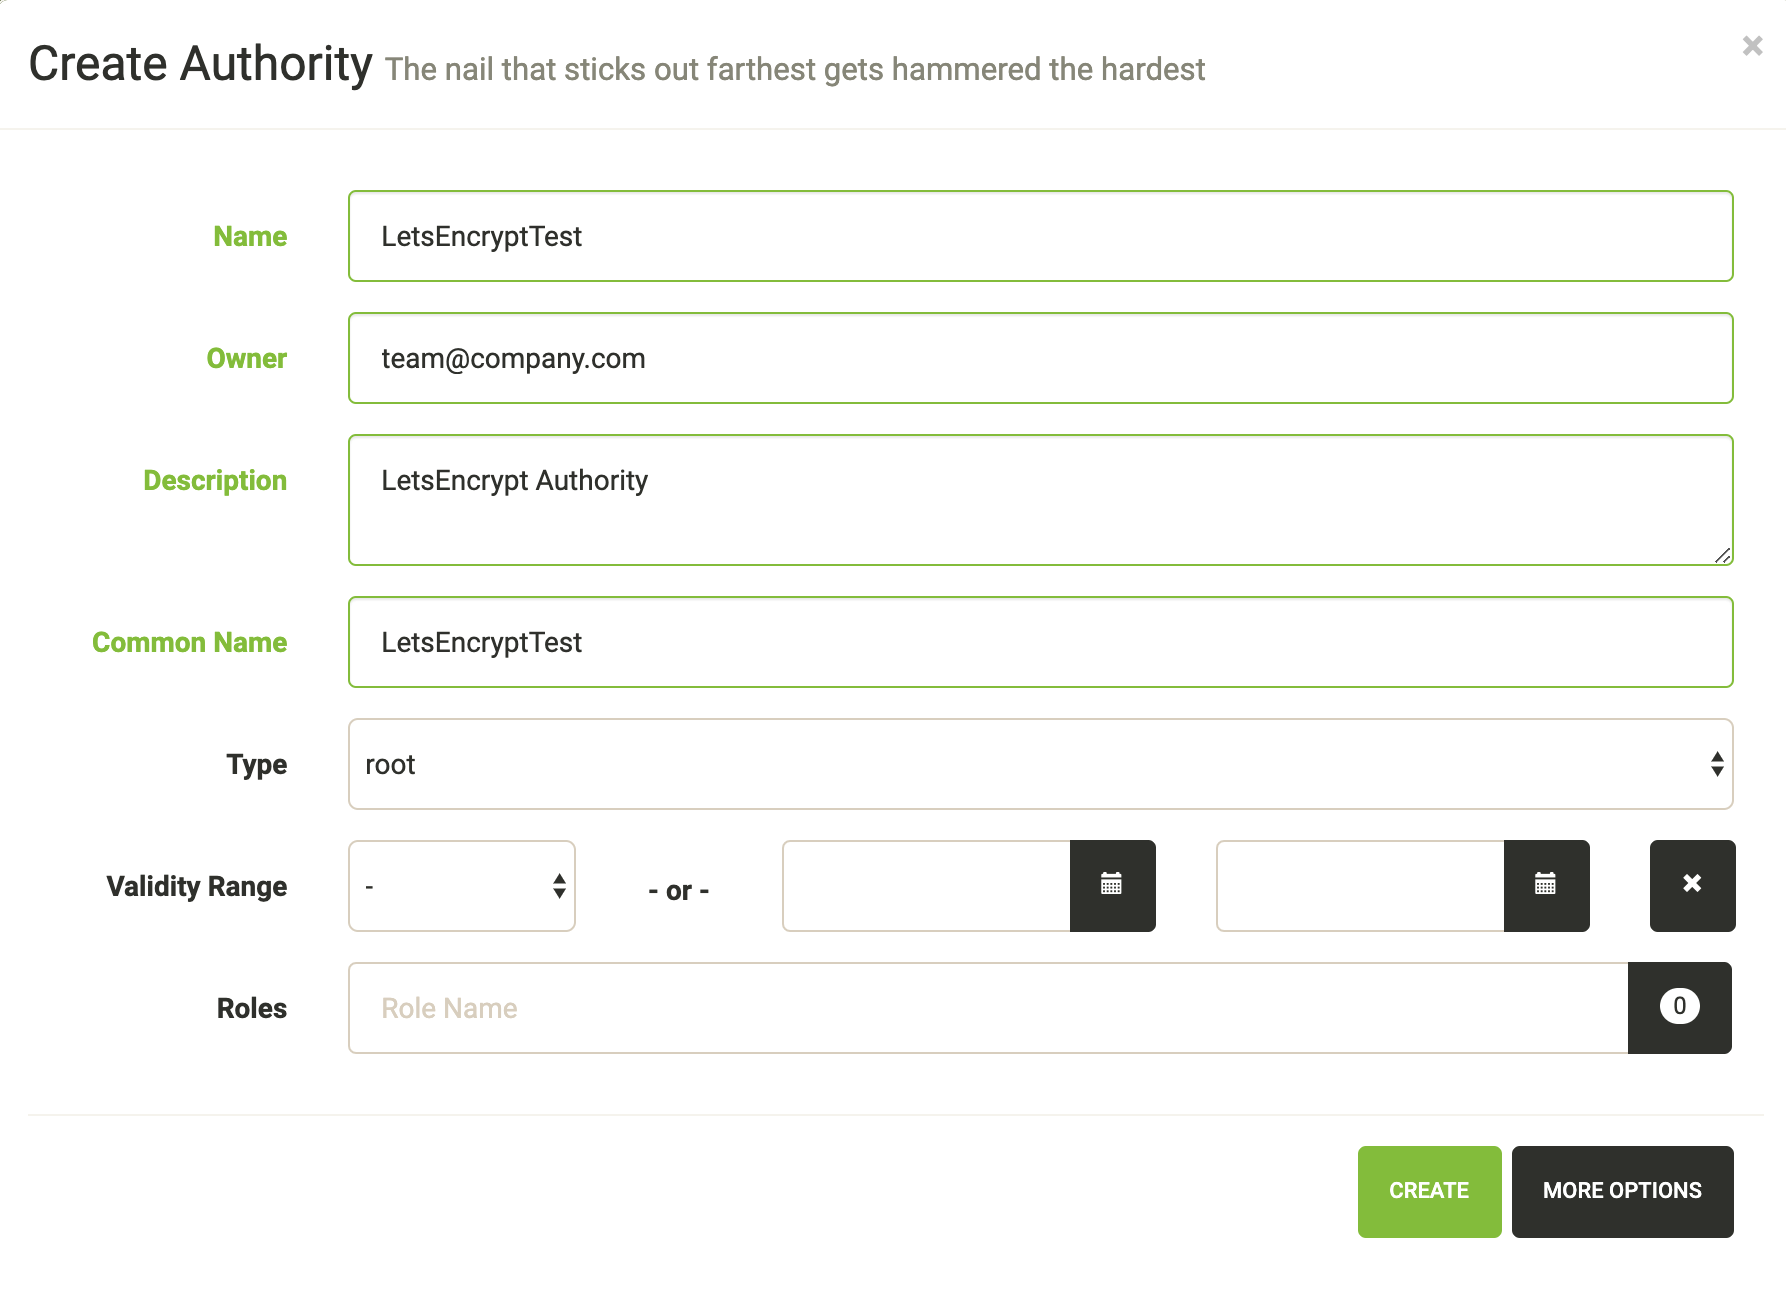 Create Authority The nail that sticks out farthest gets hammered the hardest
Name
LetsEncryptTest
Owner
team@company.com
Description
LetsEncrypt Authority
Common Name
LetsEncryptTest
Type
root
Validity Range
-
- or -
Roles
Role Name
0
CREATE
MORE OPTIONS